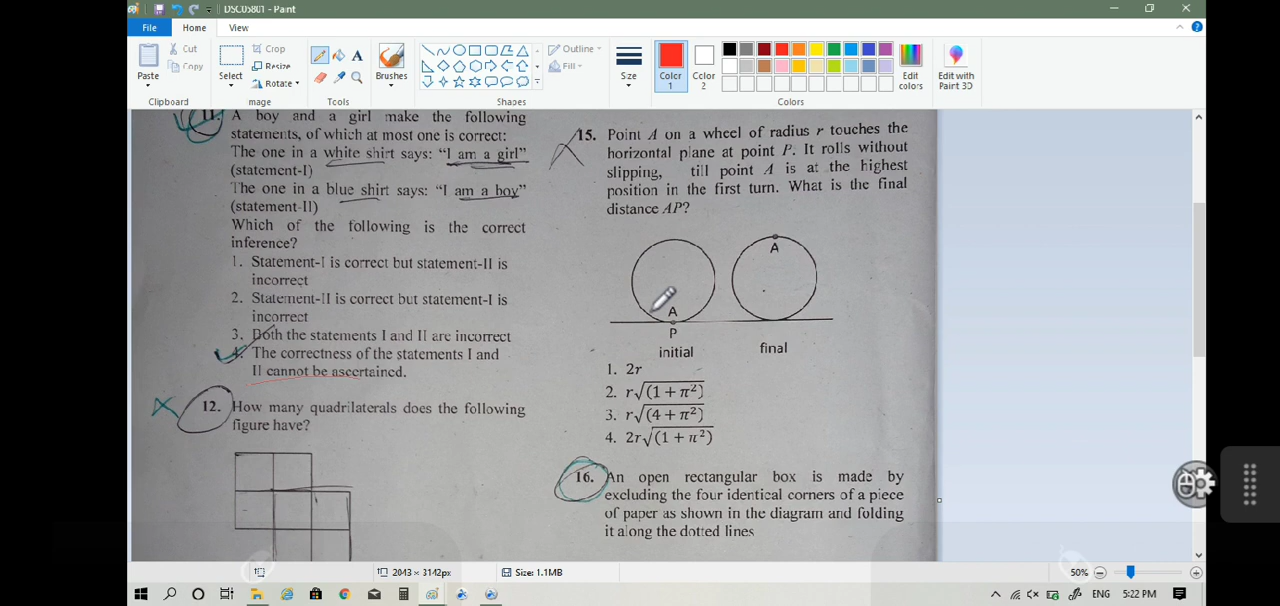 DSC05801 - Paint
File
Home
View
Paste
Cut
Copy
Clipboard
Select
Crop
Resize
Rotate
mage
Tools
Brushes
Shapes
Outline
Fill
Size
Color 1
Color 2
Edit colors
Colors
Edit with Paint 3D
11. A boy and a girl make the following
statements, of which at most one is correct:
The one in a white shirt says: “I am a girl”
(statement-I)
The one in a blue shirt says: “I am a boy”
(statement-II)
Which of the following is the correct
inference?
1. Statement-I is correct but statement-II is
incorrect
2. Statement-II is correct but statement-I is
incorrect
3. Both the statements I and II are incorrect
4. The correctness of the statements I and
II cannot be ascertained.
12. How many quadrilaterals does the following
figure have?
15. Point A on a wheel of radius r touches the
horizontal plane at point P. It rolls without
slipping, till point A is at the highest
position in the first turn. What is the final
distance AP?
A
A
P
initial
final
1. 2r
2. r√(1 + π²)
3. r√(4 + π²)
4. 2r√(1 + π²)
16. An open rectangular box is made by
excluding the four identical corners of a piece
of paper as shown in the diagram and folding
it along the dotted lines
2043 × 3142px
Size: 1.1MB
50%
ENG
5:22 PM